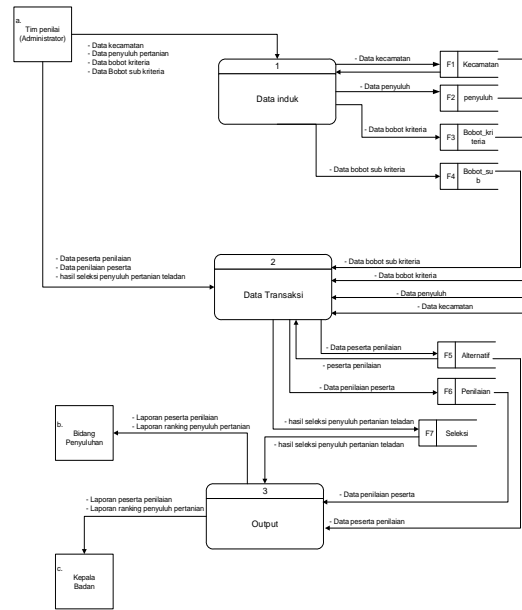 a.
Tim penilai
(Administrator)
- Data kecamatan
- Data penyuluh pertanian
- Data bobot kriteria
- Data Bobot sub kriteria
1
Data induk
- Data kecamatan
F1 Kecamatan
- Data penyuluh
F2 penyuluh
- Data bobot kriteria
F3 Bobot_kri
teria
- Data bobot sub kriteria
F4 Bobot_su
b
- Data peserta penilaian
- Data penilaian peserta
- hasil seleksi penyuluh pertanian teladan
2
Data Transaksi
- Data bobot sub kriteria
- Data bobot kriteria
- Data penyuluh
- Data kecamatan
- Data peserta penilaian
- peserta penilaian
F5 Alternatif
- Data penilaian peserta
F6 Penilaian
- hasil seleksi penyuluh pertanian teladan
- hasil seleksi penyuluh pertanian teladan
F7 Seleksi
b.
Bidang
Penyuluhan
- Laporan peserta penilaian
- Laporan ranking penyuluh pertanian
3
Output
- Data penilaian peserta
- Data peserta penilaian
- Laporan peserta penilaian
- Laporan ranking penyuluh pertanian
c.
Kepala
Badan